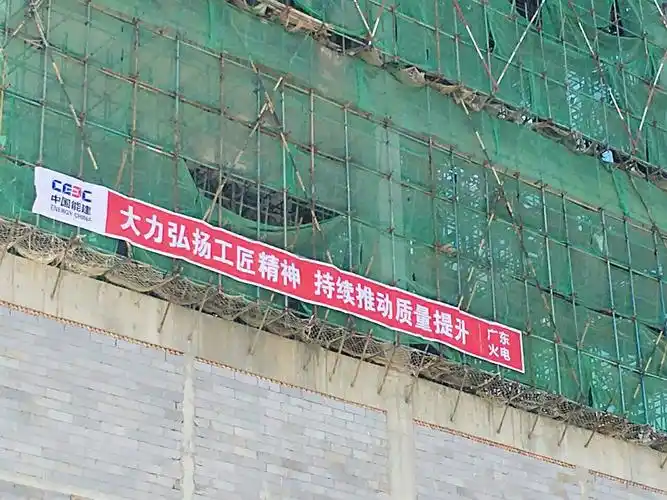 CEEC
中国能建
ENERGY CHINA
大力弘扬工匠精神 持续推动质量提升
广东
火电